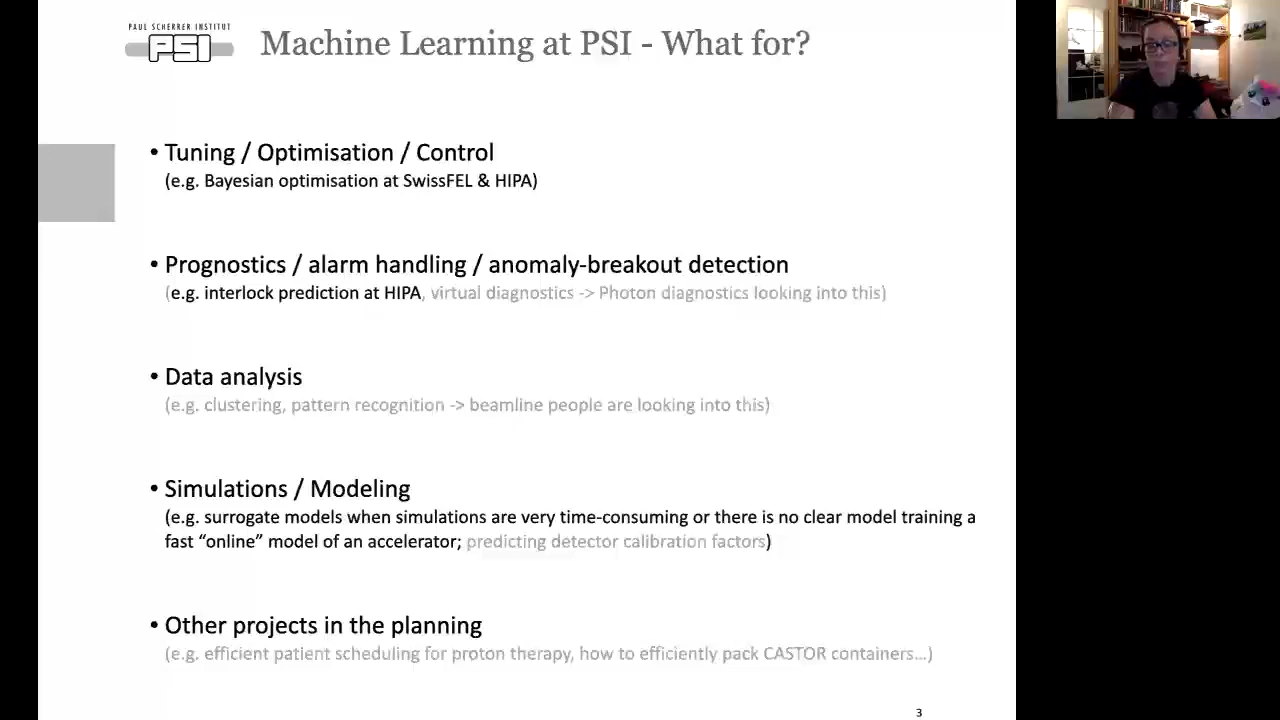 PAUL SCHERRER INSTITUT
PSI
Machine Learning at PSI - What for?
• Tuning / Optimisation / Control
(e.g. Bayesian optimisation at SwissFEL & HIPA)
• Prognostics / alarm handling / anomaly-breakout detection
(e.g. interlock prediction at HIPA, virtual diagnostics -> Photon diagnostics looking into this)
• Data analysis
(e.g. clustering, pattern recognition -> beamline people are looking into this)
• Simulations / Modeling
(e.g. surrogate models when simulations are very time-consuming or there is no clear model training a
fast “online” model of an accelerator; predicting detector calibration factors)
• Other projects in the planning
(e.g. efficient patient scheduling for proton therapy, how to efficiently pack CASTOR containers...)
3